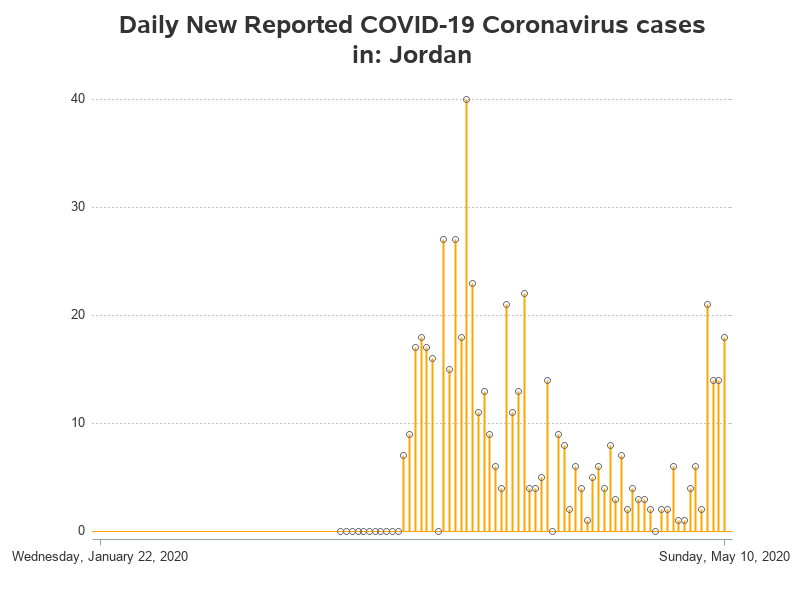 Daily New Reported COVID-19 Coronavirus cases
in: Jordan
40
30
20
10
0
Wednesday, January 22, 2020
Sunday, May 10, 2020